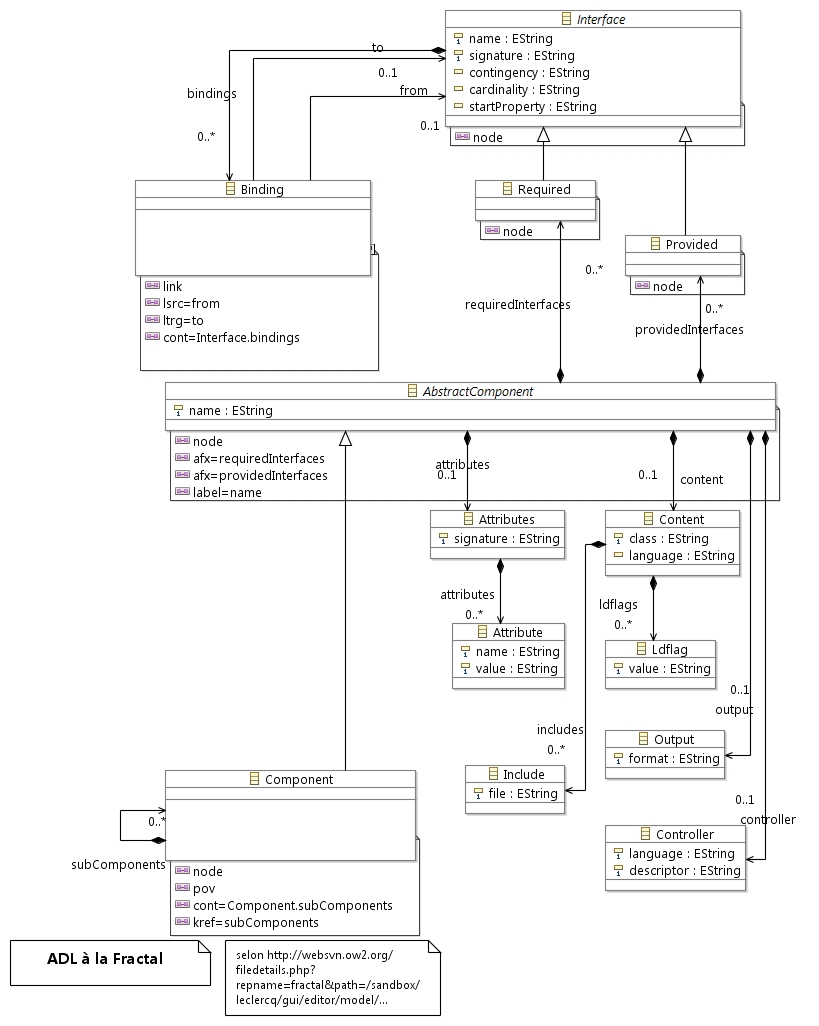 Interface
name : EString
signature : EString
contingency : EString
cardinality : EString
startProperty : EString
node
to
0..1
bindings
from
0..*
0..1
Binding
link
lsrc=from
ltrg=to
cont=Interface.bindings
Required
node
Provided
node
0..*
requiredInterfaces
0..*
providedInterfaces
AbstractComponent
name : EString
node
afx=requiredInterfaces
afx=providedInterfaces
label=name
attributes
0..1
0..1
content
Attributes
signature : EString
Content
class : EString
language : EString
attributes
0..*
ldflags
0..*
Attribute
name : EString
value : EString
Ldflag
value : EString
0..1
output
includes
0..*
Output
format : EString
Include
file : EString
0..1
controller
Controller
language : EString
descriptor : EString
Component
0..*
subComponents
node
pov
cont=Component.subComponents
kref=subComponents
ADL à la Fractal
selon http://websvn.ow2.org/
filedetails.php?
repname=fractal&path=/sandbox/
leclercq/gui/editor/model/...